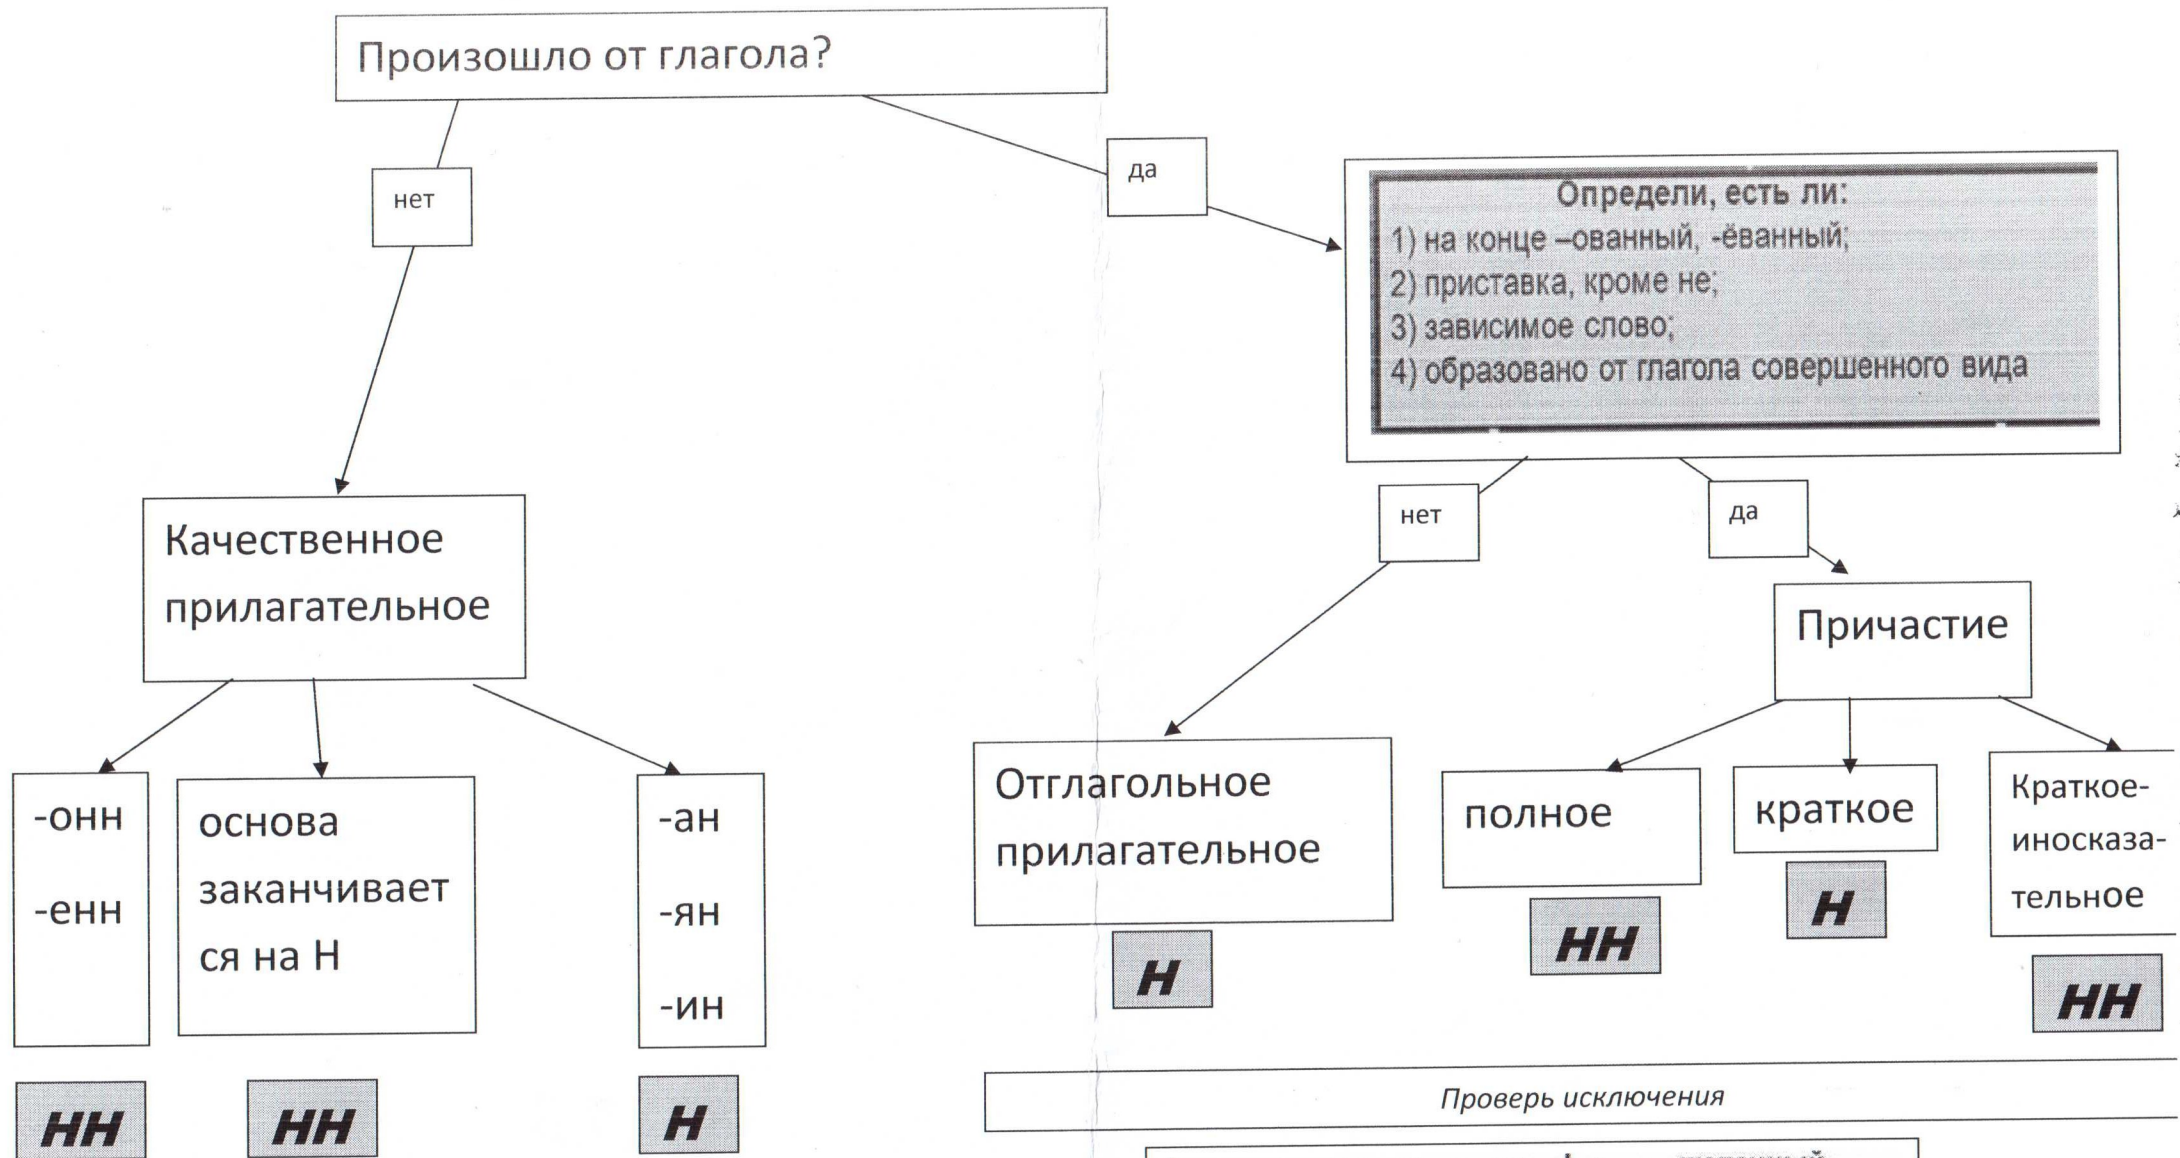 Произошло от глагола?
нет
да
Определи, есть ли:
1) на конце –ованный, -ёванный;
2) приставка, кроме не;
3) зависимое слово;
4) образовано от глагола совершенного вида
нет
да
Качественное
прилагательное
Причастие
-онн
-енн
основа
заканчивает
ся на Н
-ан
-ян
-ин
Отглагольное
прилагательное
полное
краткое
Краткое-
иносказа-
тельное
НН
НН
Н
Н
НН
Н
НН
Проверь исключения